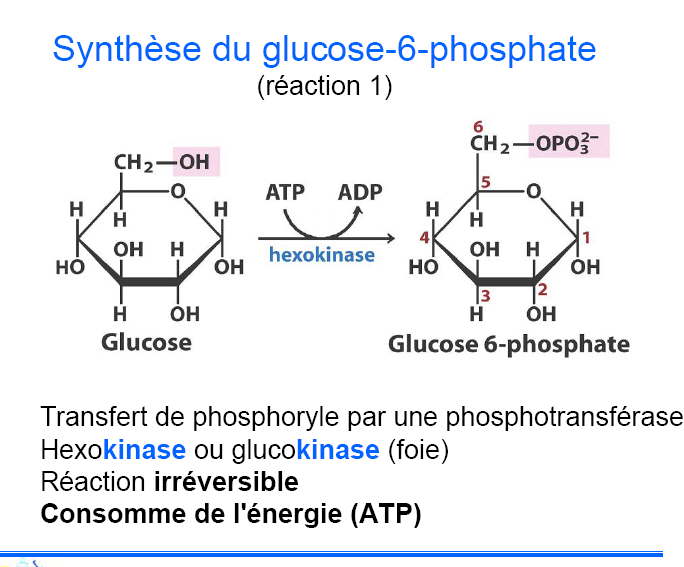 Synthèse du glucose-6-phosphate
(réaction 1)
6
CH₂—OH
CH₂—OPO₃²⁻
O
5
O
ATP ADP
H
H
H
H
H
H
4
1
OH H
OH H
hexokinase
HO
OH
HO
OH
3
2
H
OH
H
OH
Glucose
Glucose 6-phosphate
Transfert de phosphoryle par une phosphotransférase
Hexokinase ou glucokinase (foie)
Réaction irréversible
Consomme de l'énergie (ATP)